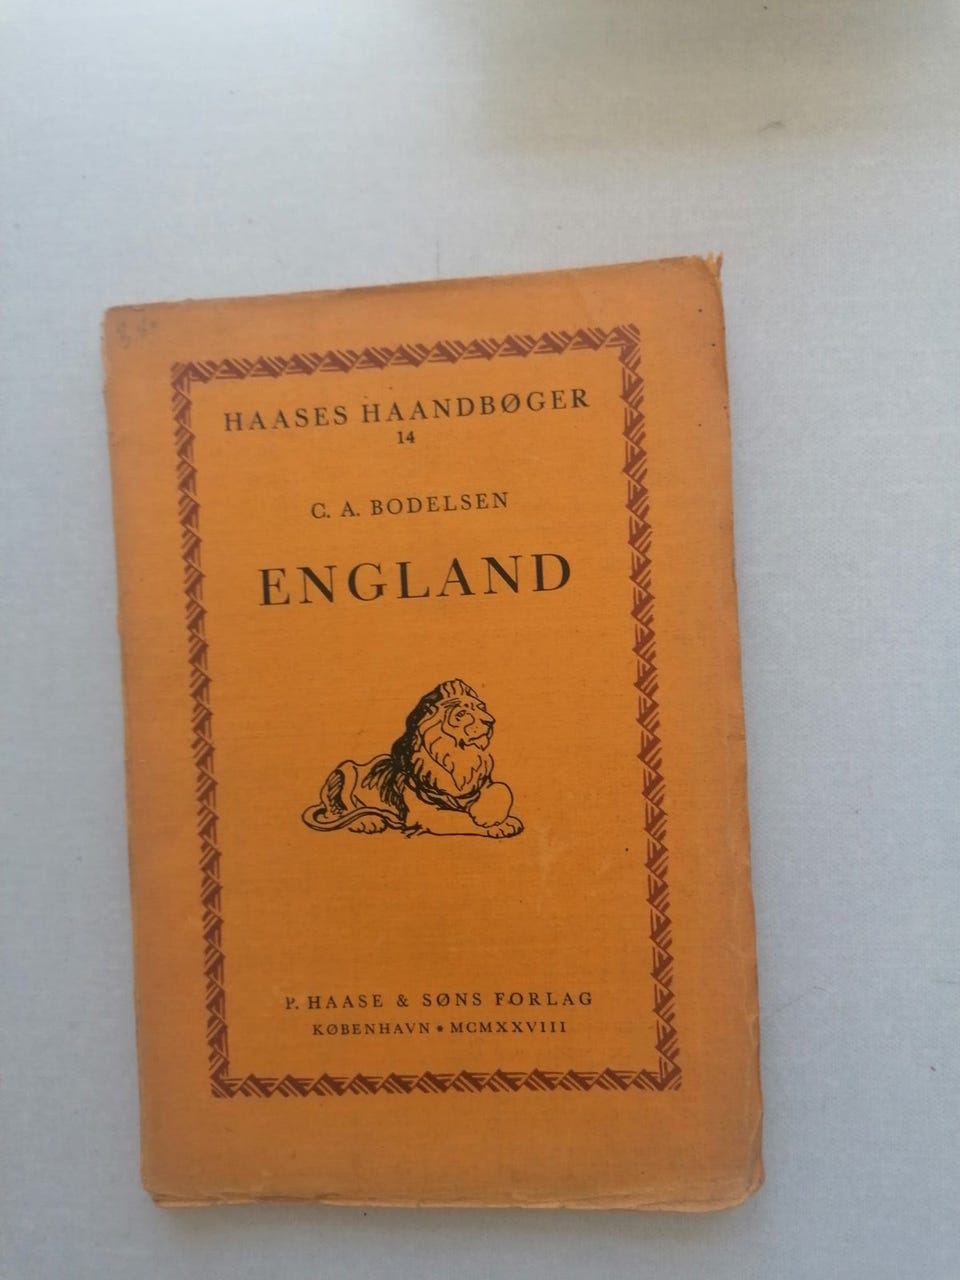 HAASES HAANDBØGER
14
C. A. BODELSEN
ENGLAND
P. HAASE & SØNS FORLAG
KØBENHAVN • MCMXXVIII